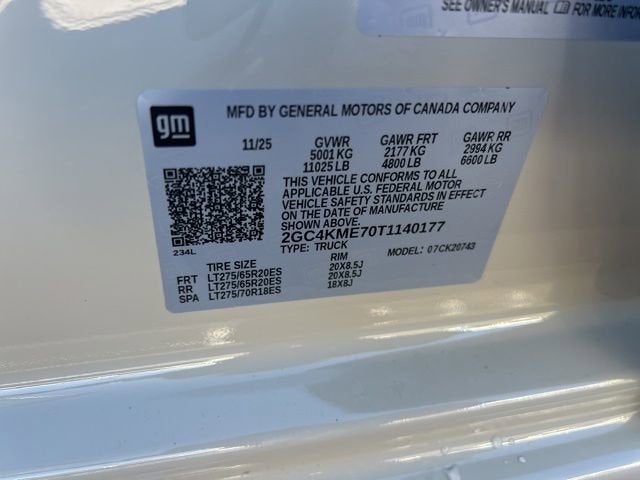 SEE OWNER'S MANUAL
FOR MORE
gm
MFD BY GENERAL MOTORS OF CANADA COMPANY
11/25 GVWR GAWR FRT GAWR RR
5001 KG 2177 KG 2994 KG
11025 LB 4800 LB 6600 LB
THIS VEHICLE CONFORMS TO ALL
APPLICABLE U.S. FEDERAL MOTOR
VEHICLE SAFETY STANDARDS IN EFFECT
ON THE DATE OF MANUFACTURE
SHOWN ABOVE.
2GC4KME70T1140177
TYPE: TRUCK MODEL: 07CK20743
234L
TIRE SIZE RIM
FRT LT275/65R20ES 20X8.5J
RR LT275/65R20ES 20X8.5J
SPA LT275/70R18ES 18X8J